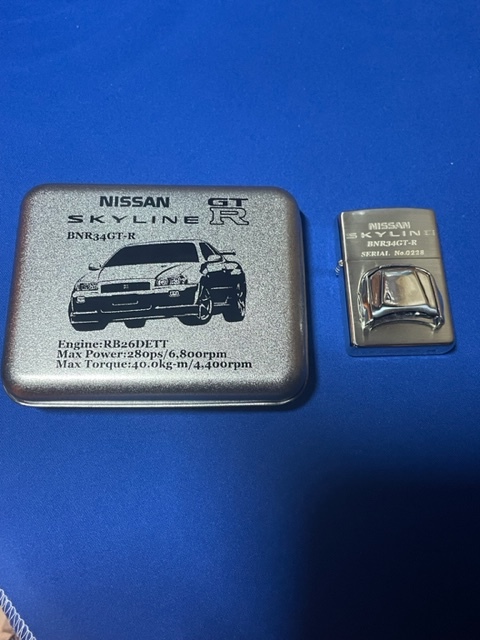 NISSAN
SKYLINE
GT
R
BNR34GT-R
Engine:RB26DETT
Max Power:280ps/6,800rpm
Max Torque:40.0kg-m/4,400rpm
NISSAN
SKYLINE
BNR34GT-R
SERIAL No.0228